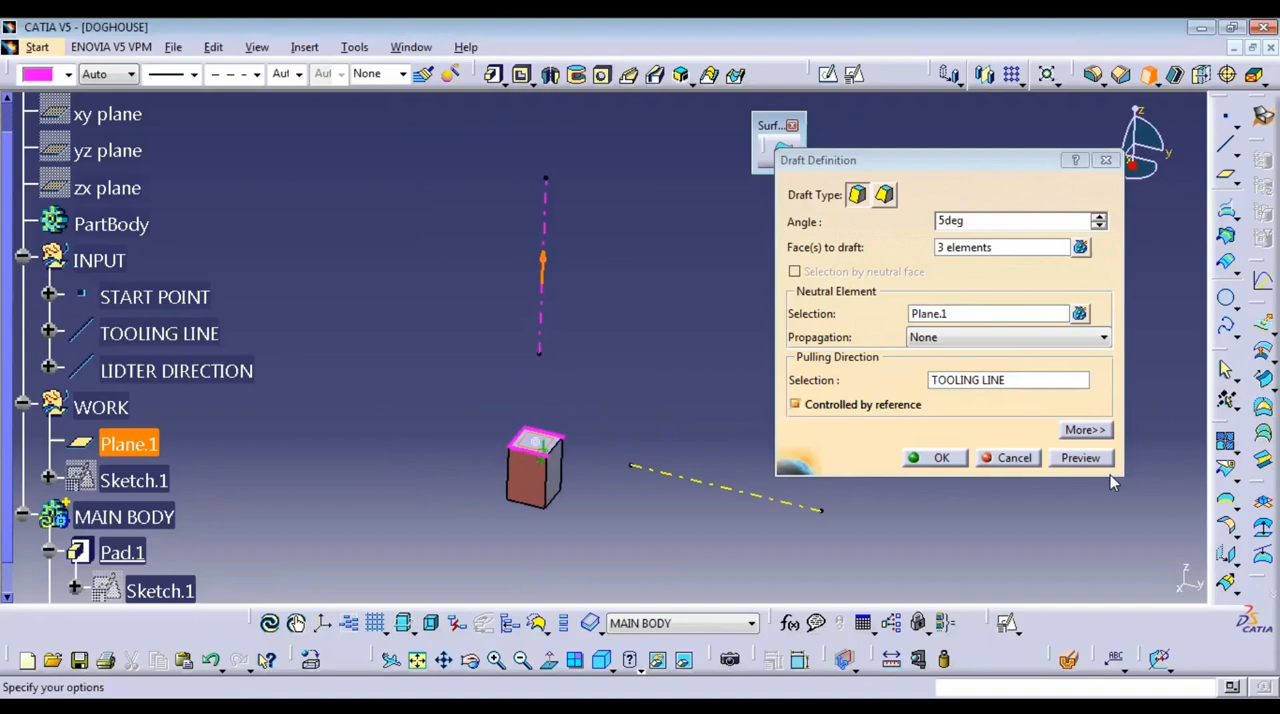 CATIA V5 - [DOGHOUSE]
Start ENOVIA V5 VPM File Edit View Insert Tools Window Help
Auto Aut Aut None
xy plane
yz plane
zx plane
PartBody
INPUT
START POINT
TOOLING LINE
LIDTER DIRECTION
WORK
Plane.1
Sketch.1
MAIN BODY
Pad.1
Sketch.1
Surf...
z
y
Draft Definition
Draft Type:
Angle : 5deg
Face(s) to draft: 3 elements
Selection by neutral face
Neutral Element
Selection: Plane.1
Propagation: None
Pulling Direction
Selection : TOOLING LINE
Controlled by reference
More>>
OK Cancel Preview
z
x y
MAIN BODY
f(x)
ABC
CATIA
Specify your options